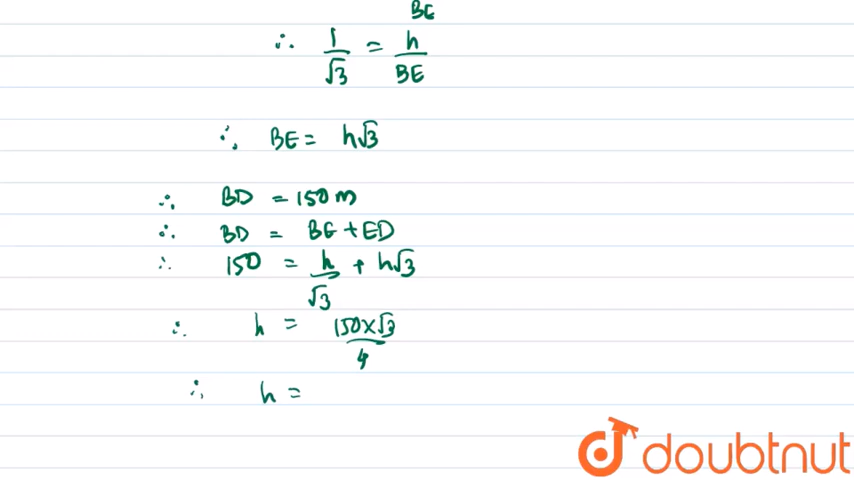 BE
∴ 1/√3 = h/BE
∴ BE = h√3
∴ BD = 150 m
∴ BD = BE + ED
∴ 150 = h/√3 + h√3
∴ h = 150×√3/4
∴ h =
doubtnut